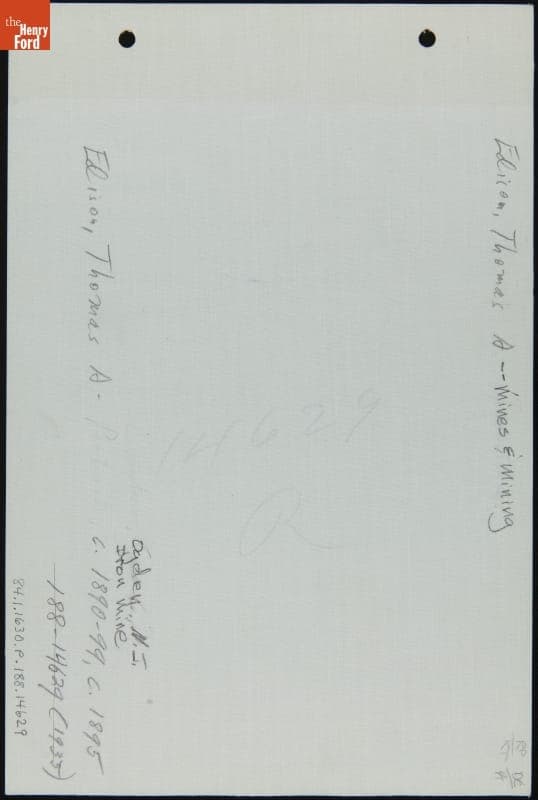 the
Henry
Ford
Edison, Thomas A -- Mines & Mining
14629
R
Ogden, N.J.
Iron Mine
Edison, Thomas A.
c. 1890-99, c. 1895
188-14629 (1935)
84.1.1630.P.188.14629